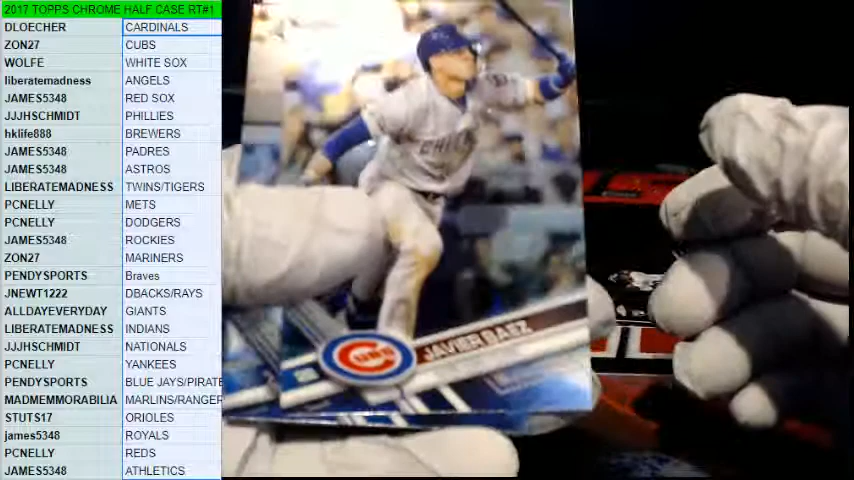 2017 TOPPS CHROME HALF CASE RT#1
DLOECHER CARDINALS
ZON27 CUBS
WOLFE WHITE SOX
liberatemadness ANGELS
JAMES5348 RED SOX
JJJHSCHMIDT PHILLIES
hklife888 BREWERS
JAMES5348 PADRES
JAMES5348 ASTROS
LIBERATEMADNESS TWINS/TIGERS
PCNELLY METS
PCNELLY DODGERS
JAMES5348 ROCKIES
ZON27 MARINERS
PENDYSPORTS Braves
JNEWT1222 DBACKS/RAYS
ALLDAYEVERYDAY GIANTS
LIBERATEMADNESS INDIANS
JJJHSCHMIDT NATIONALS
PCNELLY YANKEES
PENDYSPORTS BLUE JAYS/PIRATE
MADMEMMORABILIA MARLINS/RANGER
STUTS17 ORIOLES
james5348 ROYALS
PCNELLY REDS
JAMES5348 ATHLETICS
CHICAGO
CUBS
JAVIER BAEZ